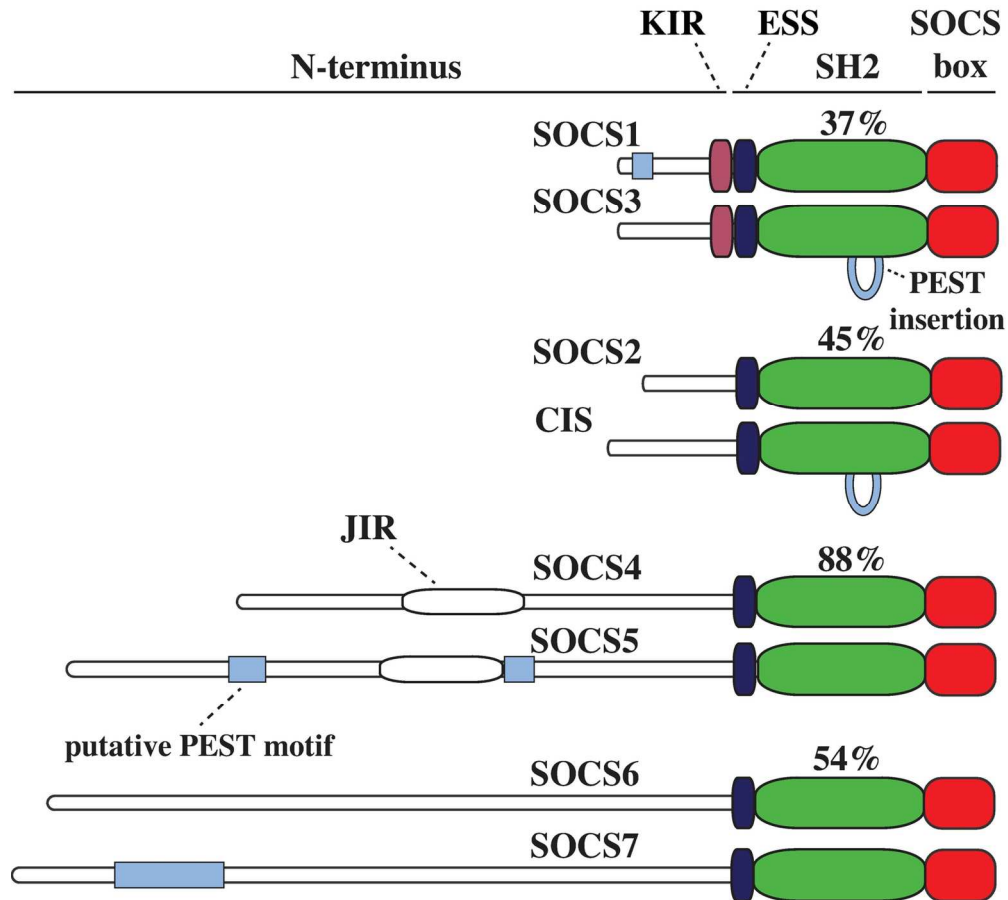 KIR ESS SOCS
N-terminus SH2 box
37%
SOCS1
SOCS3
PEST
insertion
45%
SOCS2
CIS
JIR
88%
SOCS4
SOCS5
putative PEST motif
54%
SOCS6
SOCS7